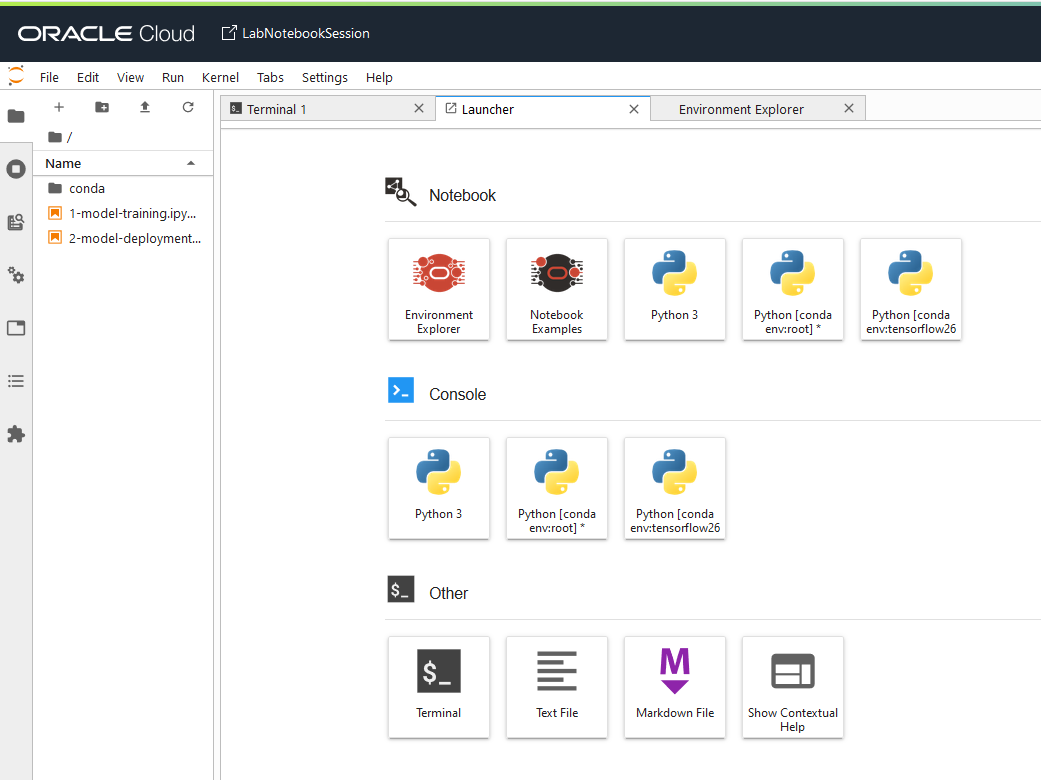 ORACLE Cloud LabNotebookSession
File Edit View Run Kernel Tabs Settings Help
Terminal 1 Launcher Environment Explorer
/
Name
conda
1-model-training.ipy...
2-model-deployment...
Notebook
Environment
Explorer
Notebook
Examples
Python 3
Python [conda
env:root] *
Python [conda
env:tensorflow26
Console
Python 3
Python [conda
env:root] *
Python [conda
env:tensorflow26
Other
$_
Terminal
Text File
Markdown File
Show Contextual
Help